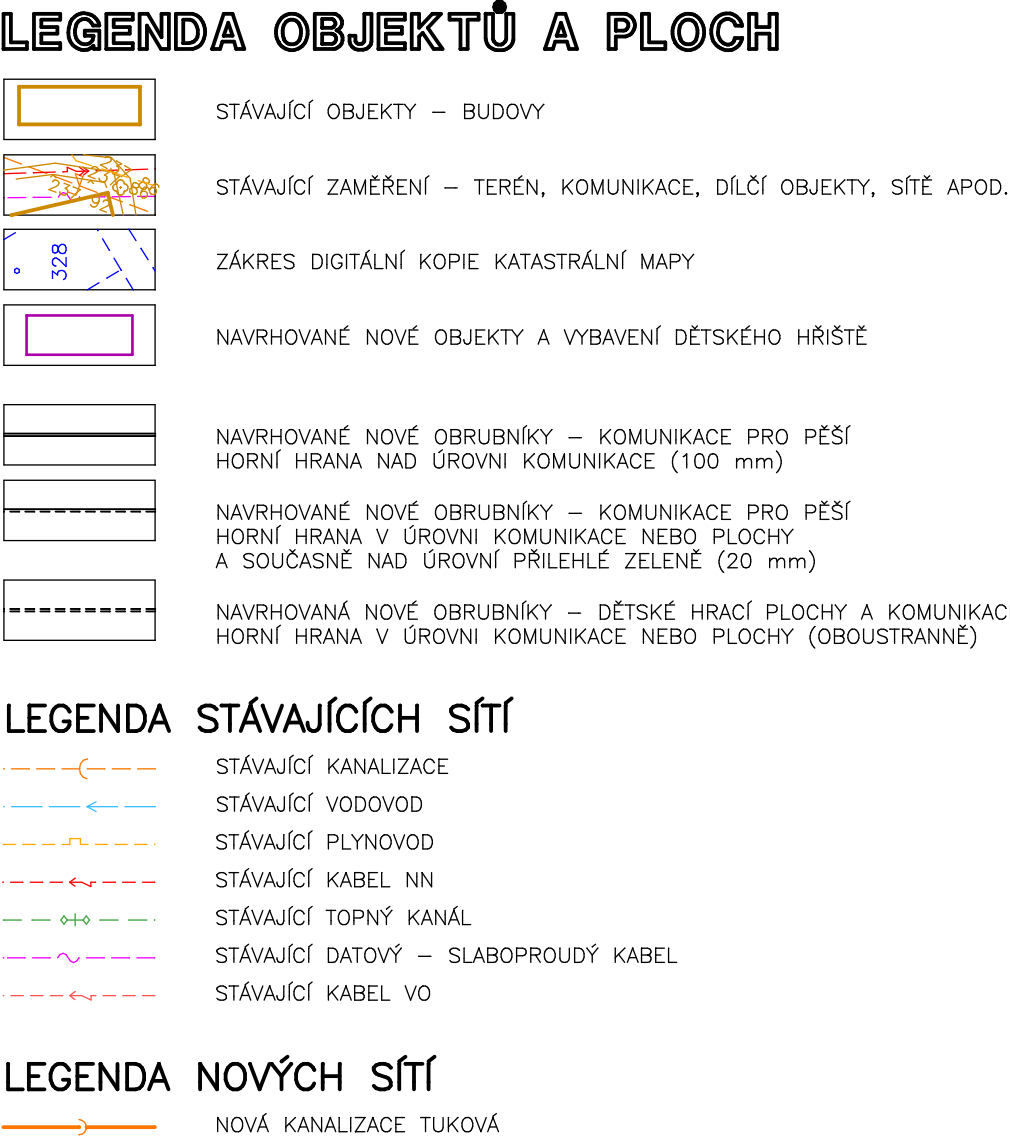 LEGENDA OBJEKTŮ A PLOCH
STÁVAJÍCÍ OBJEKTY – BUDOVY
STÁVAJÍCÍ ZAMĚŘENÍ – TERÉN, KOMUNIKACE, DÍLČÍ OBJEKTY, SÍTĚ APOD.
328
ZÁKRES DIGITÁLNÍ KOPIE KATASTRÁLNÍ MAPY
NAVRHOVANÉ NOVÉ OBJEKTY A VYBAVENÍ DĚTSKÉHO HŘIŠTĚ
NAVRHOVANÉ NOVÉ OBRUBNÍKY – KOMUNIKACE PRO PĚŠÍ
HORNÍ HRANA NAD ÚROVNI KOMUNIKACE (100 mm)
NAVRHOVANÉ NOVÉ OBRUBNÍKY – KOMUNIKACE PRO PĚŠÍ
HORNÍ HRANA V ÚROVNI KOMUNIKACE NEBO PLOCHY
A SOUČASNĚ NAD ÚROVNÍ PŘILEHLÉ ZELENĚ (20 mm)
NAVRHOVANÁ NOVÉ OBRUBNÍKY – DĚTSKÉ HRACÍ PLOCHY A KOMUNIKAC
HORNÍ HRANA V ÚROVNI KOMUNIKACE NEBO PLOCHY (OBOUSTRANNĚ)
LEGENDA STÁVAJÍCÍCH SÍTÍ
STÁVAJÍCÍ KANALIZACE
STÁVAJÍCÍ VODOVOD
STÁVAJÍCÍ PLYNOVOD
STÁVAJÍCÍ KABEL NN
STÁVAJÍCÍ TOPNÝ KANÁL
STÁVAJÍCÍ DATOVÝ – SLABOPROUDÝ KABEL
STÁVAJÍCÍ KABEL VO
LEGENDA NOVÝCH SÍTÍ
NOVÁ KANALIZACE TUKOVÁ